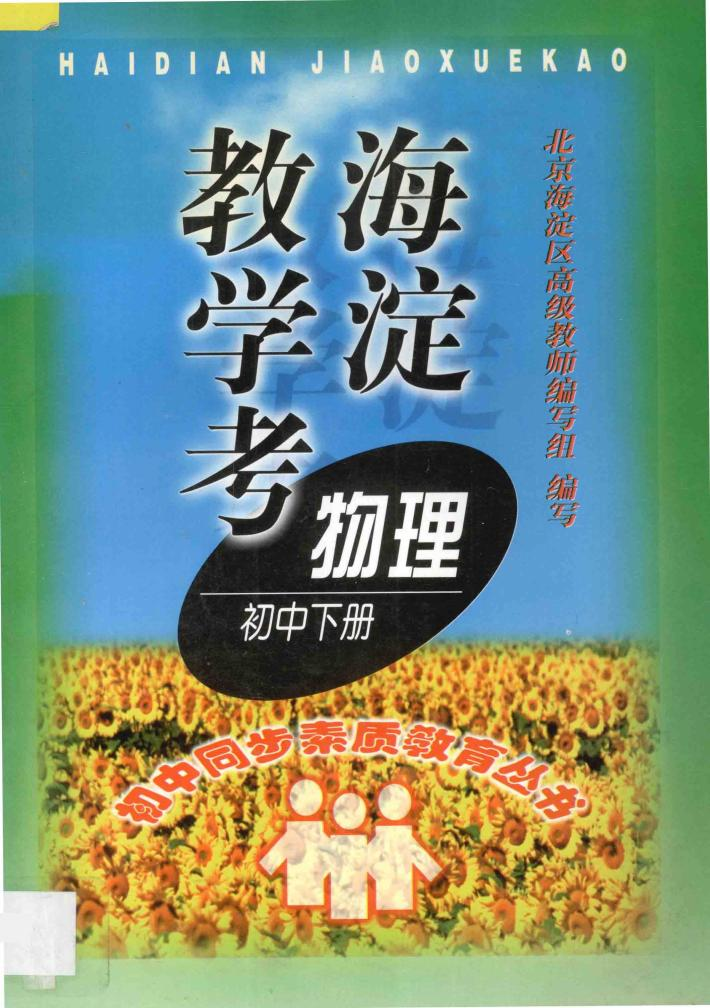 HAIDIAN JIAOXUEKAO
海淀
教学考
北京海淀区高级教师编写组 编写
物理
初中下册
初中同步素质教育丛书